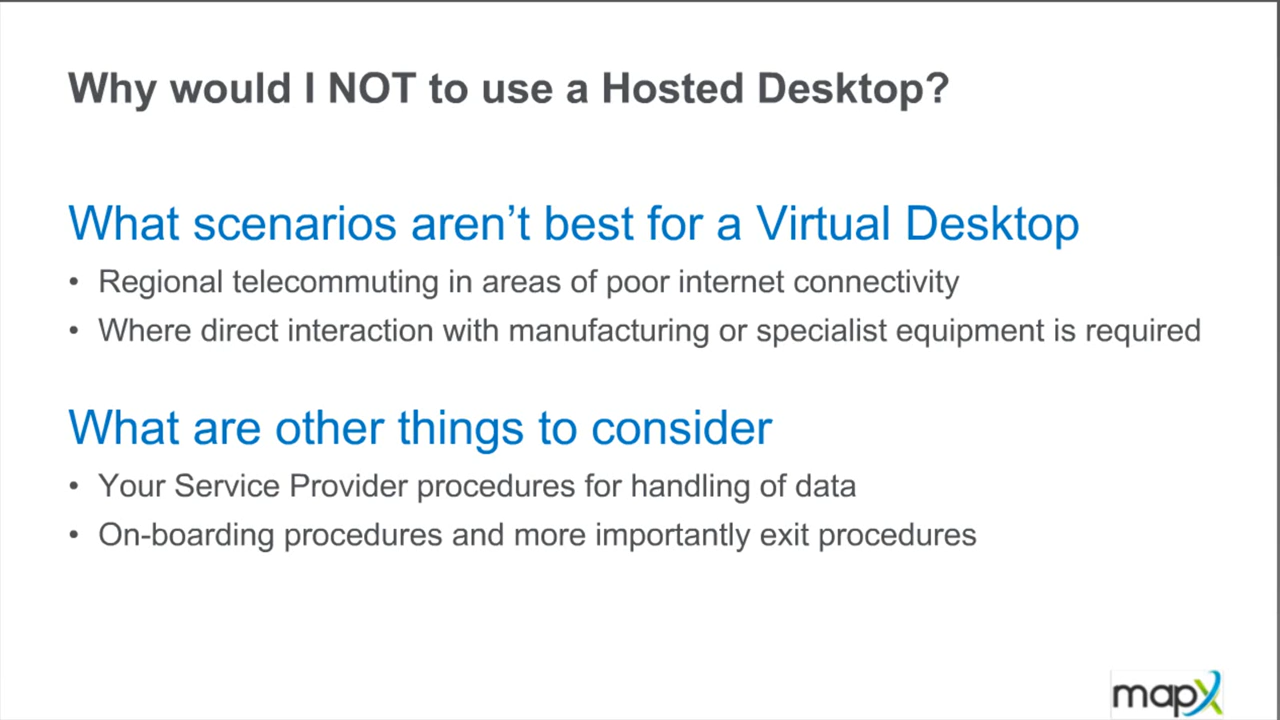 Why would I NOT to use a Hosted Desktop?
What scenarios aren’t best for a Virtual Desktop
• Regional telecommuting in areas of poor internet connectivity
• Where direct interaction with manufacturing or specialist equipment is required
What are other things to consider
• Your Service Provider procedures for handling of data
• On-boarding procedures and more importantly exit procedures
mapx